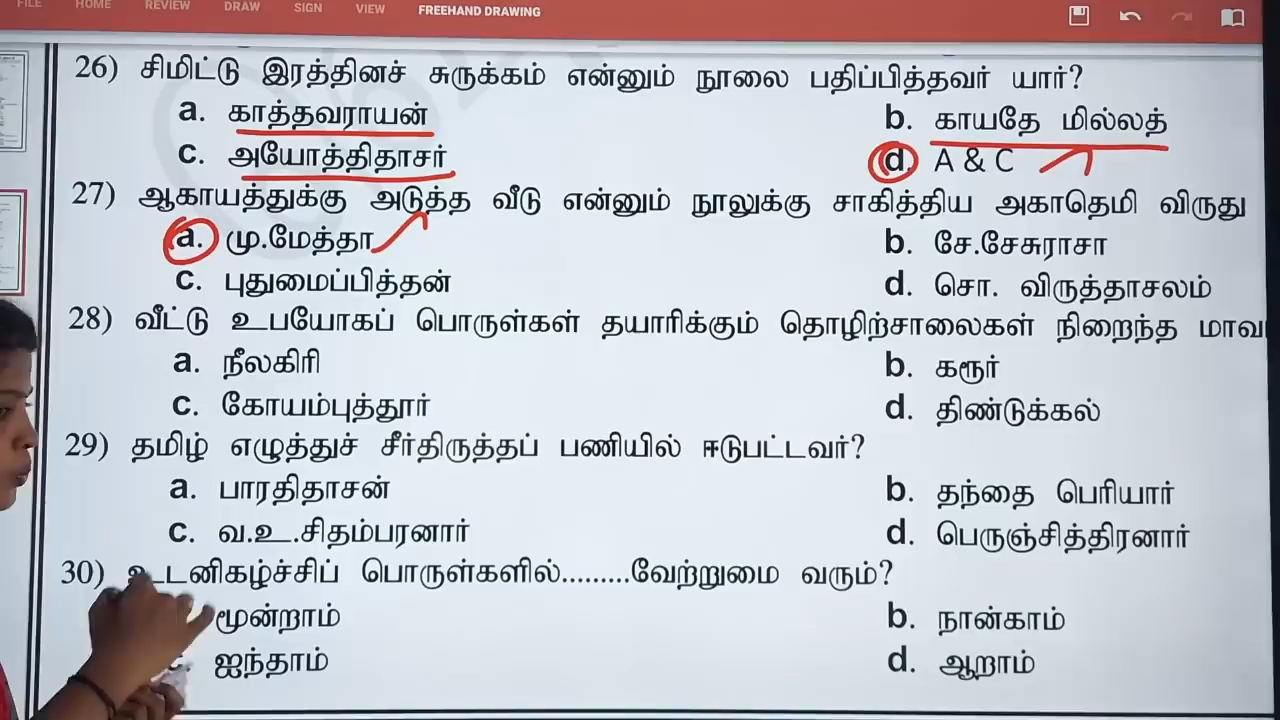 FILE HOME REVIEW DRAW SIGN VIEW FREEHAND DRAWING
26) சிமிட்டு இரத்தினச் சுருக்கம் என்னும் நூலை பதிப்பித்தவர் யார்?
a. காத்தவராயன் b. காயதே மில்லத்
c. அயோத்திதாசர் d. A & C
27) ஆகாயத்துக்கு அடுத்த வீடு என்னும் நூலுக்கு சாகித்திய அகாதெமி விருது
a. மு.மேத்தா b. சே.சேசுராசா
c. புதுமைப்பித்தன் d. சொ. விருத்தாசலம்
28) வீட்டு உபயோகப் பொருள்கள் தயாரிக்கும் தொழிற்சாலைகள் நிறைந்த மாவ
a. நீலகிரி b. கரூர்
c. கோயம்புத்தூர் d. திண்டுக்கல்
29) தமிழ் எழுத்துச் சீர்திருத்தப் பணியில் ஈடுபட்டவர்?
a. பாரதிதாசன் b. தந்தை பெரியார்
c. வ.உ.சிதம்பரனார் d. பெருஞ்சித்திரனார்
30) உடனிகழ்ச்சிப் பொருள்களில்.........வேற்றுமை வரும்?
மூன்றாம் b. நான்காம்
ஐந்தாம் d. ஆறாம்